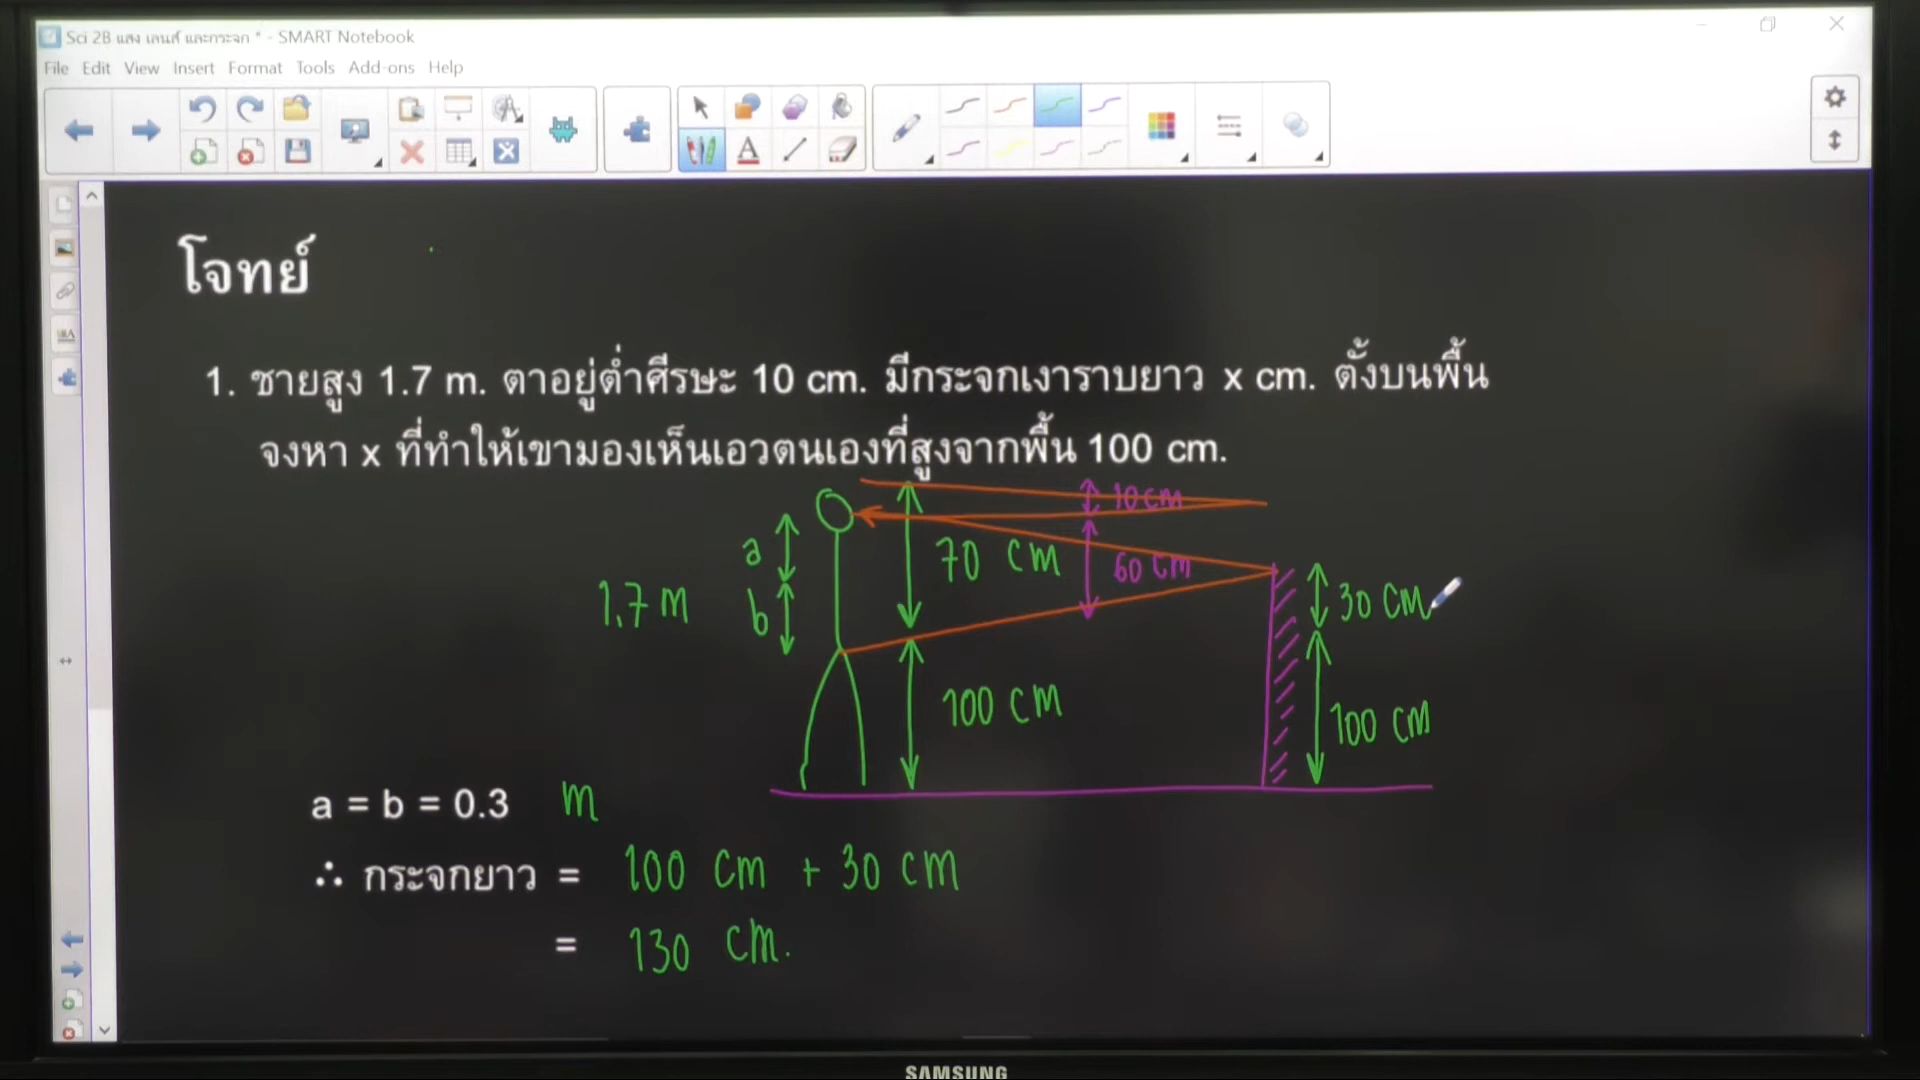 Sci 2B แสง เลนส์ และกระจก * - SMART Notebook
File Edit View Insert Format Tools Add-ons Help
โจทย์
1. ชายสูง 1.7 m. ตาอยู่ต่ำศีรษะ 10 cm. มีกระจกเงาราบยาว x cm. ตั้งบนพื้น
จงหา x ที่ทำให้เขามองเห็นเอวตนเองที่สูงจากพื้น 100 cm.
10 cm
a
70 cm
60 cm
1.7 m
b
30 cm
100 cm
100 cm
a = b = 0.3 m
∴ กระจกยาว = 100 cm + 30 cm
= 130 cm.
SAMSUNG